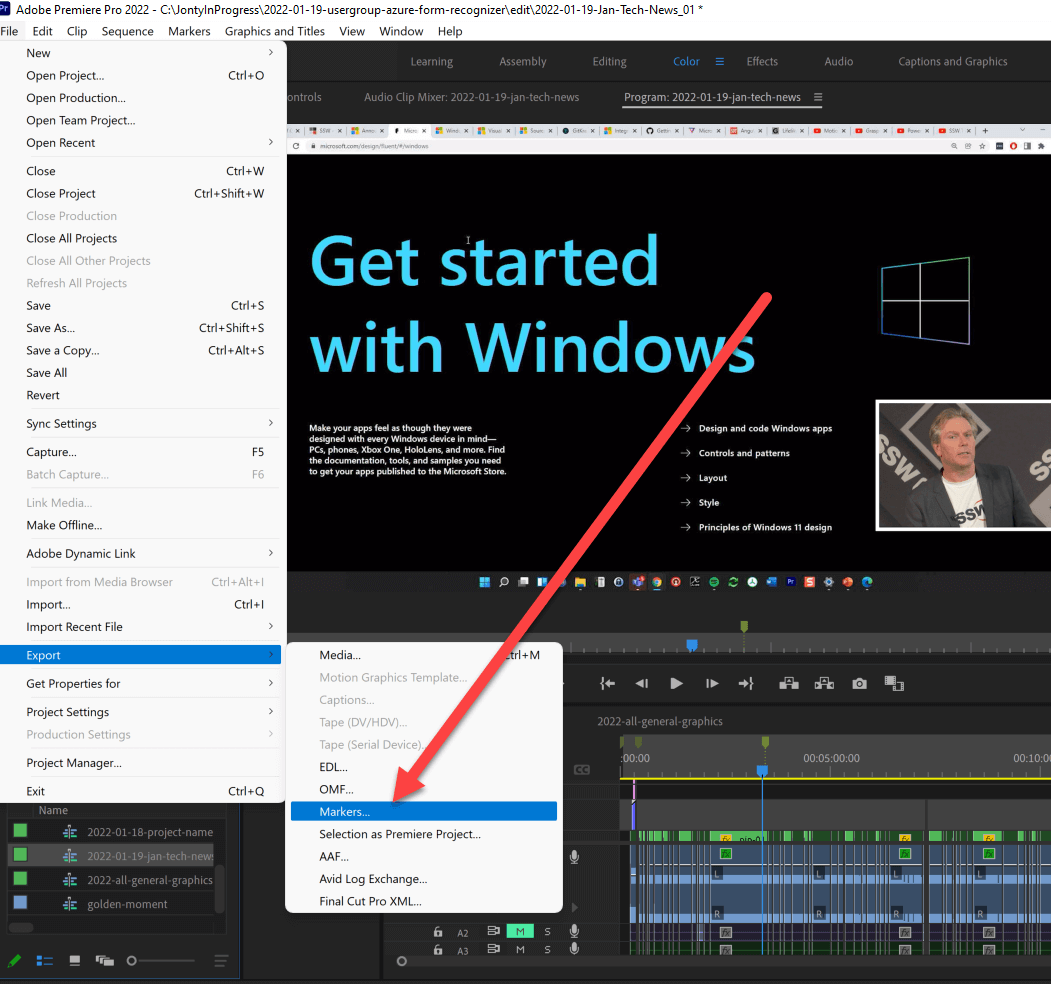 Adobe Premiere Pro 2022 - C:\JontyInProgress\2022-01-19-usergroup-azure-form-recognizer\edit\2022-01-19-Jan-Tech-News_01 *
File Edit Clip Sequence Markers Graphics and Titles View Window Help
Learning Assembly Editing Color Effects Audio Captions and Graphics
ontrols Audio Clip Mixer: 2022-01-19-jan-tech-news Program: 2022-01-19-jan-tech-news
New
Open Project... Ctrl+O
Open Production...
Open Team Project...
Open Recent
Close Ctrl+W
Close Project Ctrl+Shift+W
Close Production
Close All Projects
Close All Other Projects
Refresh All Projects
Save Ctrl+S
Save As... Ctrl+Shift+S
Save a Copy... Ctrl+Alt+S
Save All
Revert
Sync Settings
Capture... F5
Batch Capture... F6
Link Media...
Make Offline...
Adobe Dynamic Link
Import from Media Browser Ctrl+Alt+I
Import... Ctrl+I
Import Recent File
Export
Get Properties for
Project Settings
Production Settings
Project Manager...
Exit Ctrl+Q
Media... Ctrl+M
Motion Graphics Template...
Captions...
Tape (DV/HDV)...
Tape (Serial Device)...
EDL...
OMF...
Markers...
Selection as Premiere Project...
AAF...
Avid Log Exchange...
Final Cut Pro XML...
microsoft.com/design/fluent/#/windows
Get started
with Windows
Make your apps feel as though they were
designed with every Windows device in mind—
PCs, phones, Xbox One, HoloLens, and more. Find
the documentation, tools, and samples you need
to get your apps published to the Microsoft Store.
Design and code Windows apps
Controls and patterns
Layout
Style
Principles of Windows 11 design
SSW
2022-all-general-graphics
:00:00 00:05:00:00 00:10:0
Name
2022-01-18-project-name
2022-01-19-jan-tech-news
2022-all-general-graphics
golden-moment
L L L L
R R R R
A2 M S
A3 M S